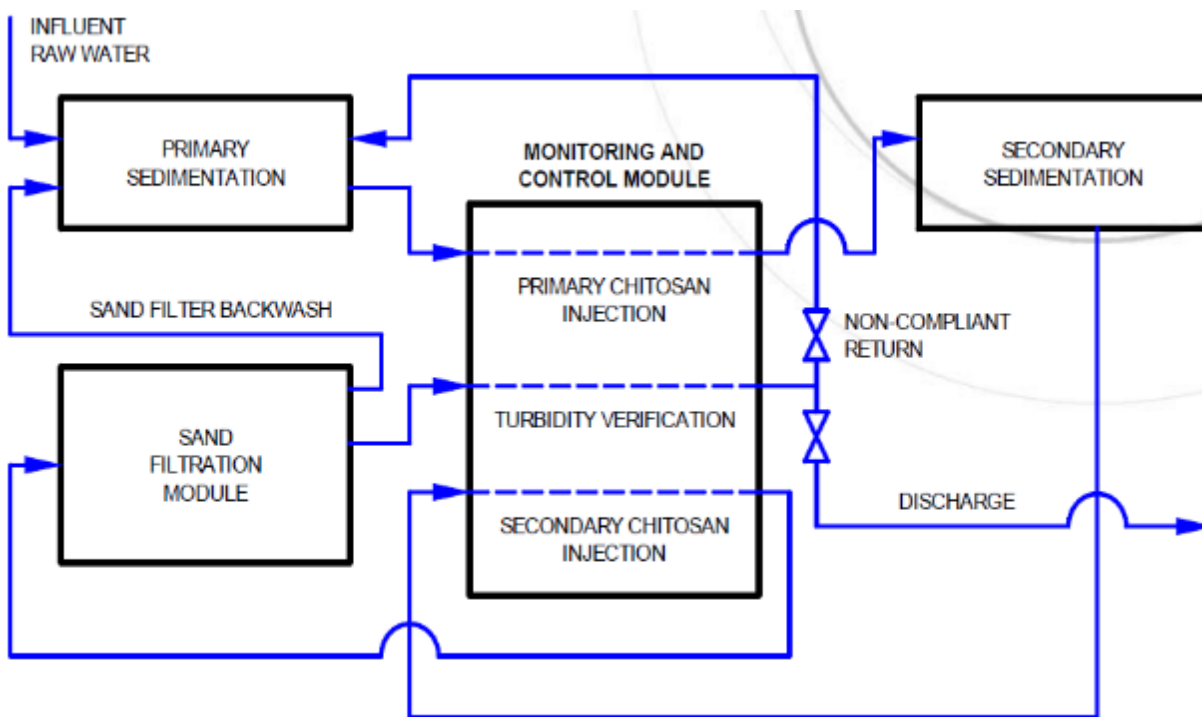 INFLUENT
RAW WATER
PRIMARY
SEDIMENTATION
MONITORING AND
CONTROL MODULE
SECONDARY
SEDIMENTATION
PRIMARY CHITOSAN
INJECTION
SAND FILTER BACKWASH
NON-COMPLIANT
RETURN
TURBIDITY VERIFICATION
SAND
FILTRATION
MODULE
DISCHARGE
SECONDARY CHITOSAN
INJECTION